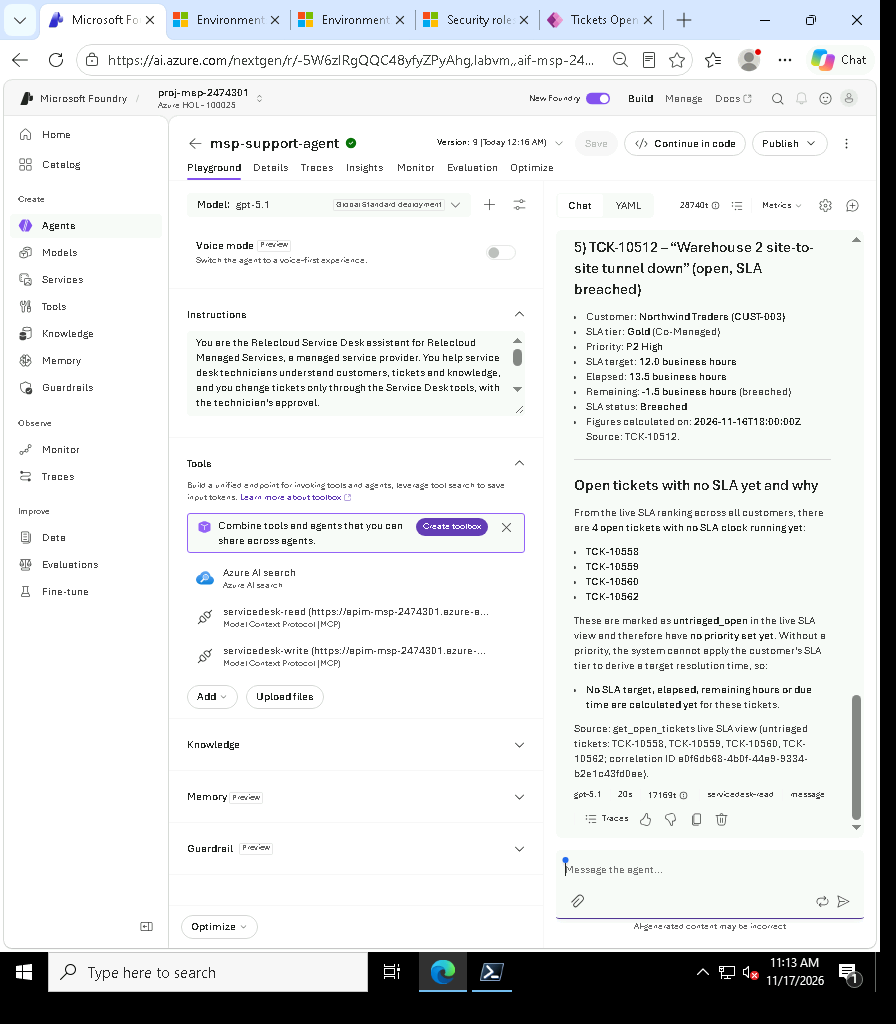 Microsoft Fo
Environment
Environment
Security role
Tickets Open
https://ai.azure.com/nextgen/r/-5W6zlRgQQC48yfyZPyAhg,labvm,,aif-msp-24...
Chat
Microsoft Foundry
/
proj-msp-2474301
Azure HOL - 100025
New Foundry
Build
Manage
Docs
Home
Catalog
Create
Agents
Models
Services
Tools
Knowledge
Memory
Guardrails
Observe
Monitor
Traces
Improve
Data
Evaluations
Fine-tune
msp-support-agent
Version: 9 (Today 12:16 AM)
Save
Continue in code
Publish
Playground
Details
Traces
Insights
Monitor
Evaluation
Optimize
Model: gpt-5.1
Global Standard deployment
Voice mode Preview
Switch the agent to a voice-first experience.
Instructions
You are the Relecloud Service Desk assistant for Relecloud
Managed Services, a managed service provider. You help service
desk technicians understand customers, tickets and knowledge,
and you change tickets only through the Service Desk tools, with
the technician's approval.
Tools
Build a unified endpoint for invoking tools and agents, leverage tool search to save
input tokens. Learn more about toolbox
Combine tools and agents that you can
share across agents.
Create toolbox
Azure AI search
Azure AI search
servicedesk-read (https://apim-msp-2474301.azure-a...
Model Context Protocol (MCP)
servicedesk-write (https://apim-msp-2474301.azure-...
Model Context Protocol (MCP)
Add
Upload files
Knowledge
Memory Preview
Guardrail Preview
Optimize
Chat
YAML
28740t
Metrics
5) TCK-10512 – “Warehouse 2 site-to-
site tunnel down” (open, SLA
breached)
• Customer: Northwind Traders (CUST-003)
• SLA tier: Gold (Co-Managed)
• Priority: P2 High
• SLA target: 12.0 business hours
• Elapsed: 13.5 business hours
• Remaining: -1.5 business hours (breached)
• SLA status: Breached
• Figures calculated on: 2026-11-16T18:00:00Z
Source: TCK-10512.
Open tickets with no SLA yet and why
From the live SLA ranking across all customers, there
are 4 open tickets with no SLA clock running yet:
• TCK-10558
• TCK-10559
• TCK-10560
• TCK-10562
These are marked as untriaged_open in the live SLA
view and therefore have no priority set yet. Without a
priority, the system cannot apply the customer's SLA
tier to derive a target resolution time, so:
• No SLA target, elapsed, remaining hours or due
time are calculated yet for these tickets.
Source: get_open_tickets live SLA view (untriaged
tickets: TCK-10558, TCK-10559, TCK-10560, TCK-
10562; correlation ID e0f6db68-4b0f-44a9-9334-
b2e1c43fd0ae).
gpt-5.1
20s
17169t
servicedesk-read
message
Traces
Message the agent...
AI-generated content may be incorrect
Type here to search
11:13 AM
11/17/2026
1